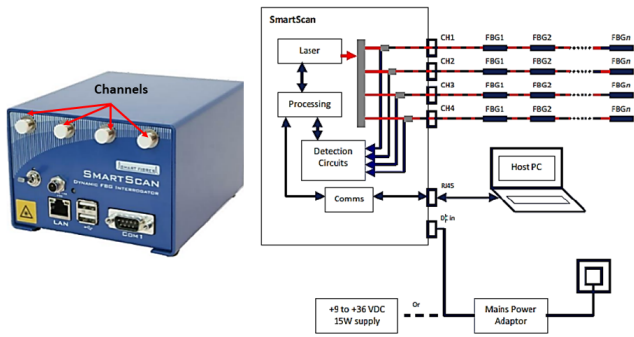 Channels
SMART FIBRES
SMARTSCAN
DYNAMIC FBG INTERROGATOR
LAN
COM1
SmartScan
Laser
Processing
Detection
Circuits
Comms
CH1 FBG1 FBG2 FBGn
CH2 FBG1 FBG2 FBGn
CH3 FBG1 FBG2 FBGn
CH4 FBG1 FBG2 FBGn
Host PC
RJ45
in
+9 to +36 VDC
15W supply
Or
Mains Power
Adaptor